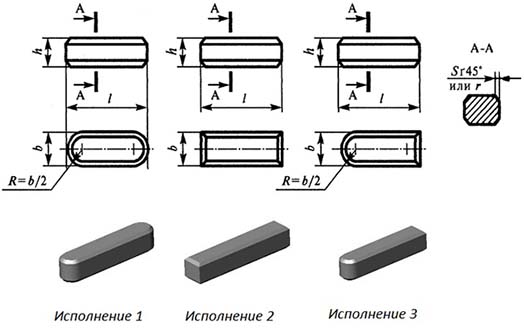 А
А
А
h
h
h
А-А
S×45°
или r
А
А
А
l
l
l
b
b
b
R=b/2
R=b/2
Исполнение 1
Исполнение 2
Исполнение 3